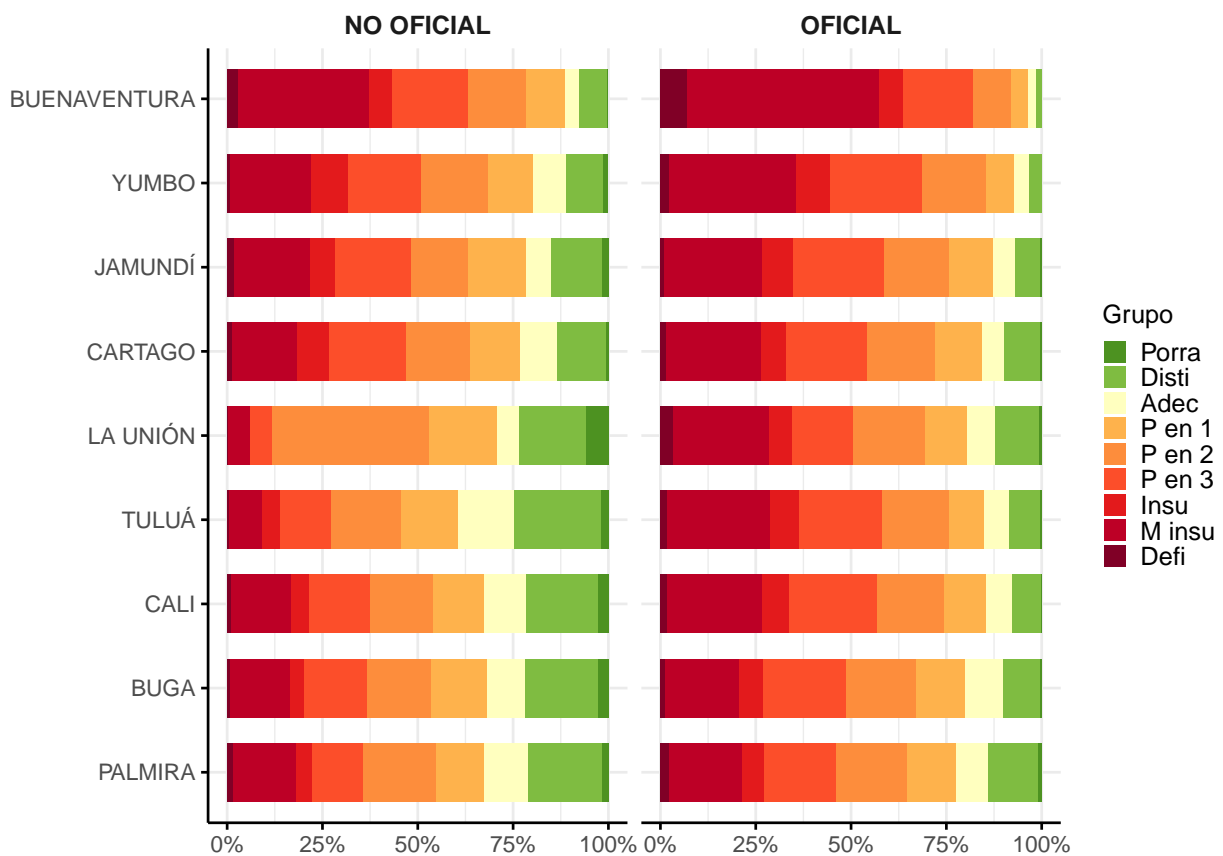 NO OFICIAL
OFICIAL
BUENAVENTURA
YUMBO
JAMUNDÍ
CARTAGO
LA UNIÓN
TULUÁ
CALI
BUGA
PALMIRA
0%
25%
50%
75%
100%
0%
25%
50%
75%
100%
Grupo
Porra
Disti
Adec
P en 1
P en 2
P en 3
Insu
M insu
Defi